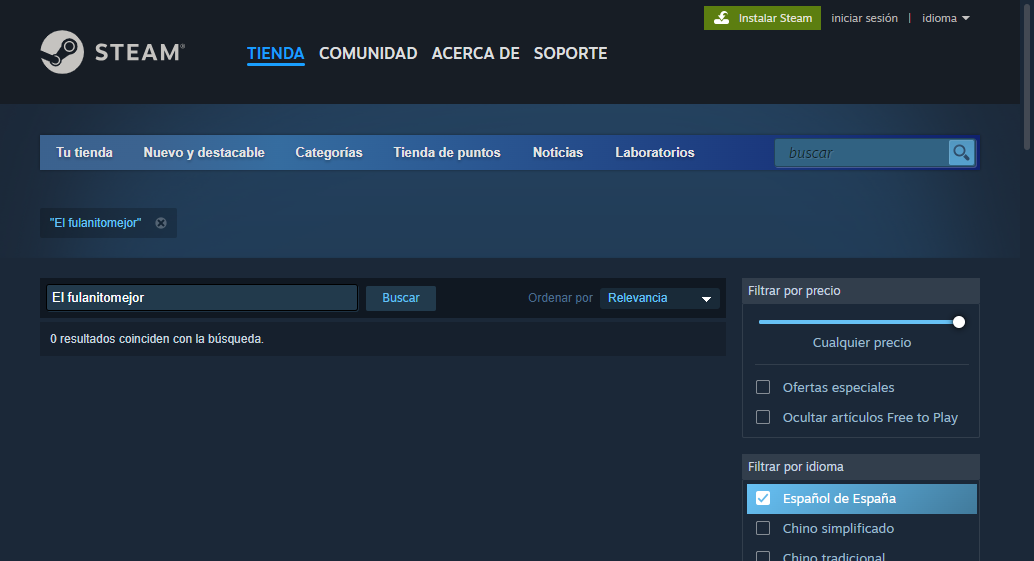 Instalar Steam iniciar sesión | idioma
STEAM®
TIENDA COMUNIDAD ACERCA DE SOPORTE
Tu tienda Nuevo y destacable Categorías Tienda de puntos Noticias Laboratorios buscar
"El fulanitomejor"
El fulanitomejor Buscar Ordenar por Relevancia
0 resultados coinciden con la búsqueda.
Filtrar por precio
Cualquier precio
Ofertas especiales
Ocultar artículos Free to Play
Filtrar por idioma
Español de España
Chino simplificado
Chino tradicional